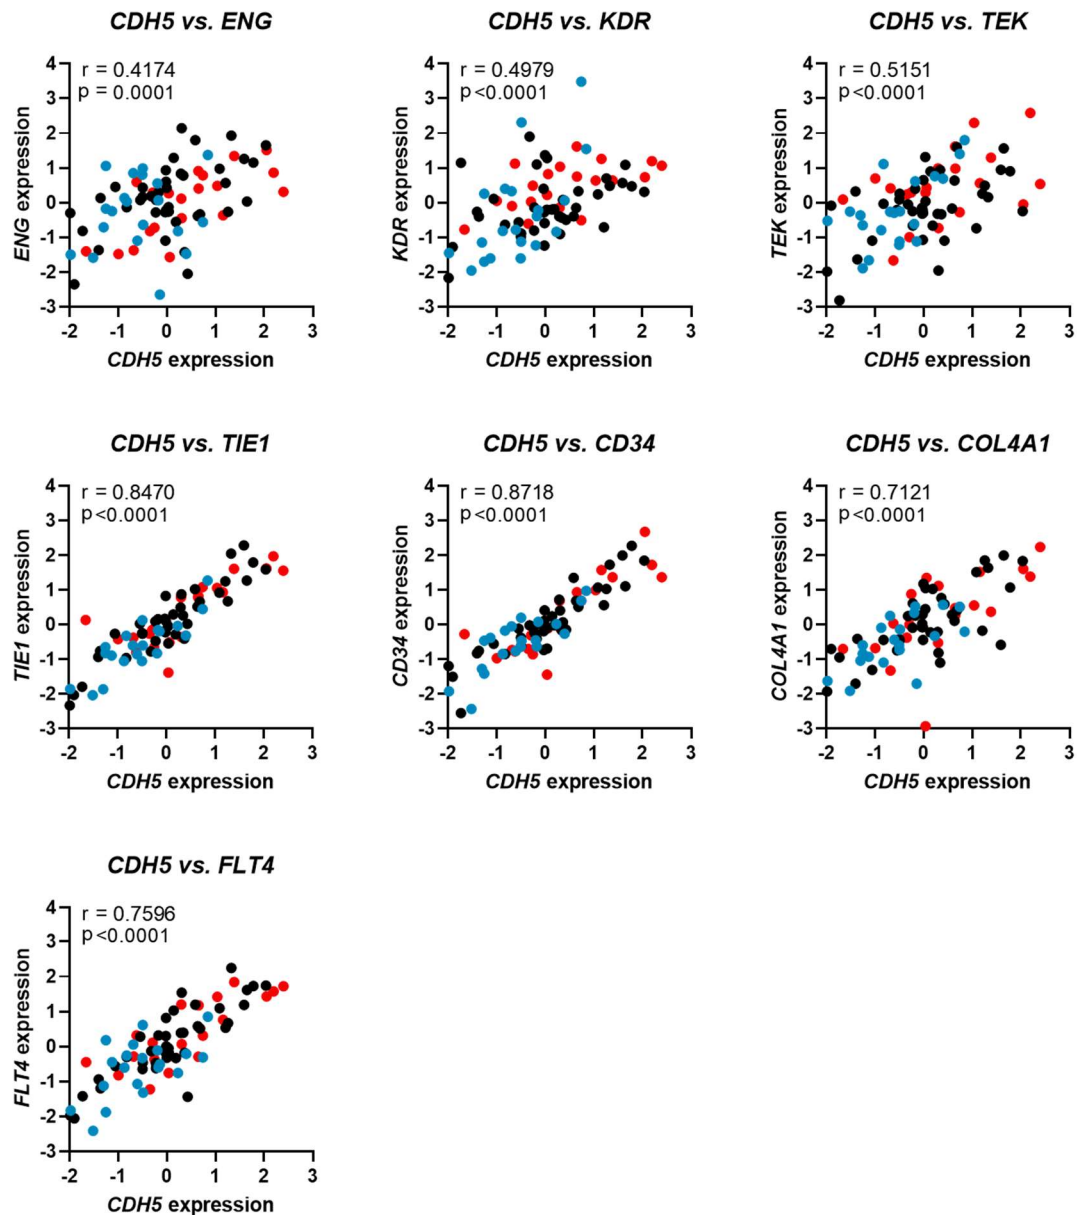 CDH5 vs. ENG
r = 0.4174
p = 0.0001
ENG expression
4
3
2
1
0
-1
-2
-3
-2 -1 0 1 2 3
CDH5 expression
CDH5 vs. KDR
r = 0.4979
p<0.0001
KDR expression
4
3
2
1
0
-1
-2
-3
-2 -1 0 1 2 3
CDH5 expression
CDH5 vs. TEK
r = 0.5151
p<0.0001
TEK expression
4
3
2
1
0
-1
-2
-3
-2 -1 0 1 2 3
CDH5 expression
CDH5 vs. TIE1
r = 0.8470
p<0.0001
TIE1 expression
4
3
2
1
0
-1
-2
-3
-2 -1 0 1 2 3
CDH5 expression
CDH5 vs. CD34
r = 0.8718
p<0.0001
CD34 expression
4
3
2
1
0
-1
-2
-3
-2 -1 0 1 2 3
CDH5 expression
CDH5 vs. COL4A1
r = 0.7121
p<0.0001
COL4A1 expression
4
3
2
1
0
-1
-2
-3
-2 -1 0 1 2 3
CDH5 expression
CDH5 vs. FLT4
r = 0.7596
p<0.0001
FLT4 expression
4
3
2
1
0
-1
-2
-3
-2 -1 0 1 2 3
CDH5 expression